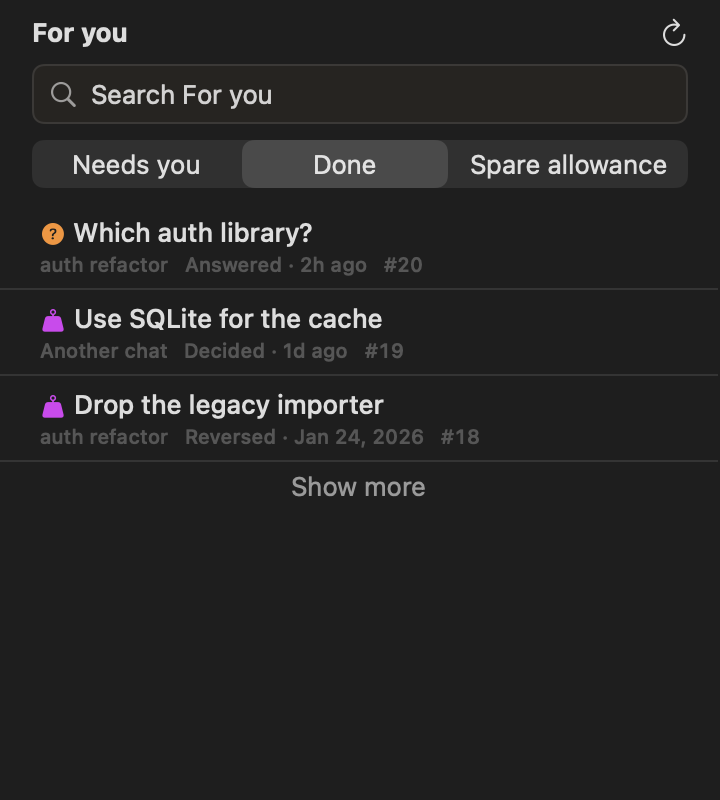 For you
Search For you
Needs you Done Spare allowance
? Which auth library?
auth refactor Answered · 2h ago #20
Use SQLite for the cache
Another chat Decided · 1d ago #19
Drop the legacy importer
auth refactor Reversed · Jan 24, 2026 #18
Show more